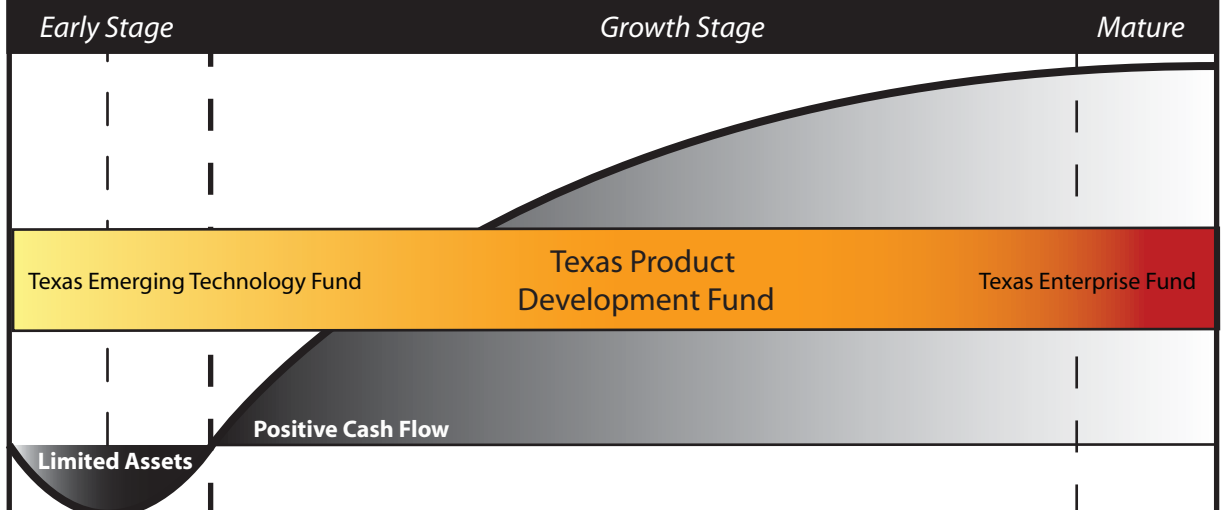 Early Stage
Growth Stage
Mature
Texas Emerging Technology Fund
Texas Product
Development Fund
Texas Enterprise Fund
Positive Cash Flow
Limited Assets